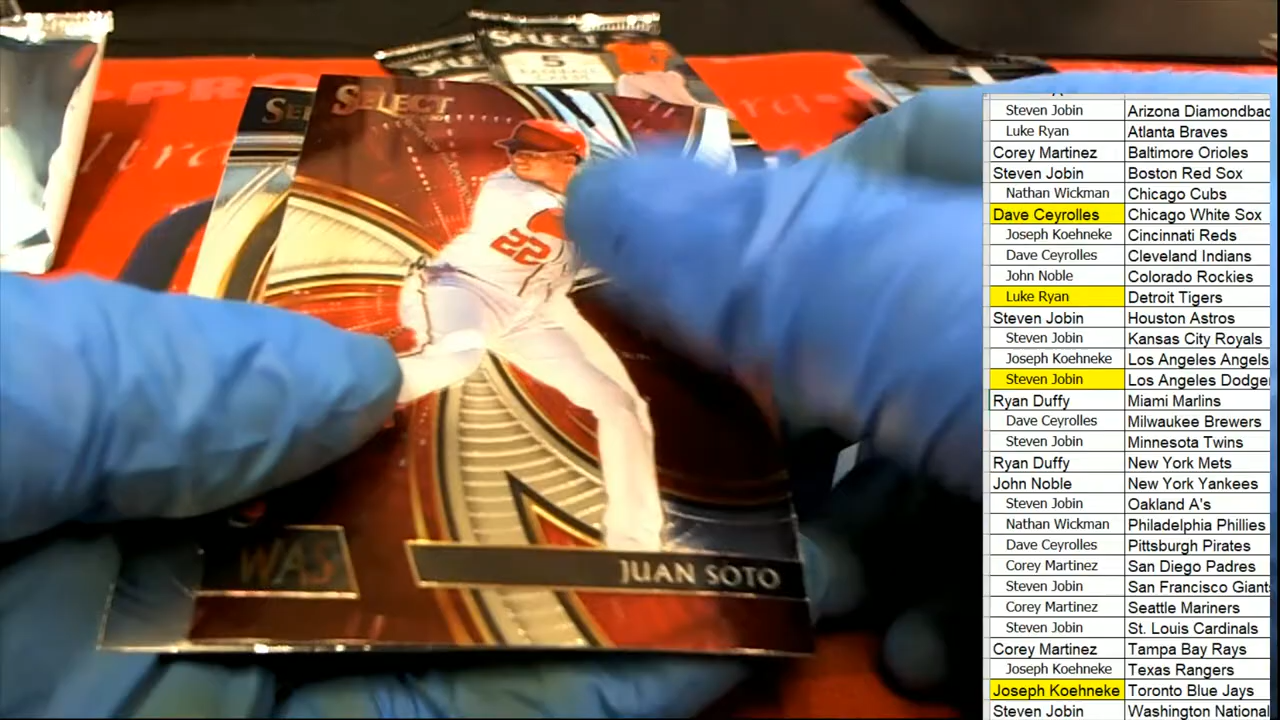 SELECT
5
SEL
SELECT
22
WAS
JUAN SOTO
Steven Jobin Arizona Diamondbac
Luke Ryan Atlanta Braves
Corey Martinez Baltimore Orioles
Steven Jobin Boston Red Sox
Nathan Wickman Chicago Cubs
Dave Ceyrolles Chicago White Sox
Joseph Koehneke Cincinnati Reds
Dave Ceyrolles Cleveland Indians
John Noble Colorado Rockies
Luke Ryan Detroit Tigers
Steven Jobin Houston Astros
Steven Jobin Kansas City Royals
Joseph Koehneke Los Angeles Angels
Steven Jobin Los Angeles Dodge
Ryan Duffy Miami Marlins
Dave Ceyrolles Milwaukee Brewers
Steven Jobin Minnesota Twins
Ryan Duffy New York Mets
John Noble New York Yankees
Steven Jobin Oakland A's
Nathan Wickman Philadelphia Phillies
Dave Ceyrolles Pittsburgh Pirates
Corey Martinez San Diego Padres
Steven Jobin San Francisco Giant
Corey Martinez Seattle Mariners
Steven Jobin St. Louis Cardinals
Corey Martinez Tampa Bay Rays
Joseph Koehneke Texas Rangers
Joseph Koehneke Toronto Blue Jays
Steven Jobin Washington National